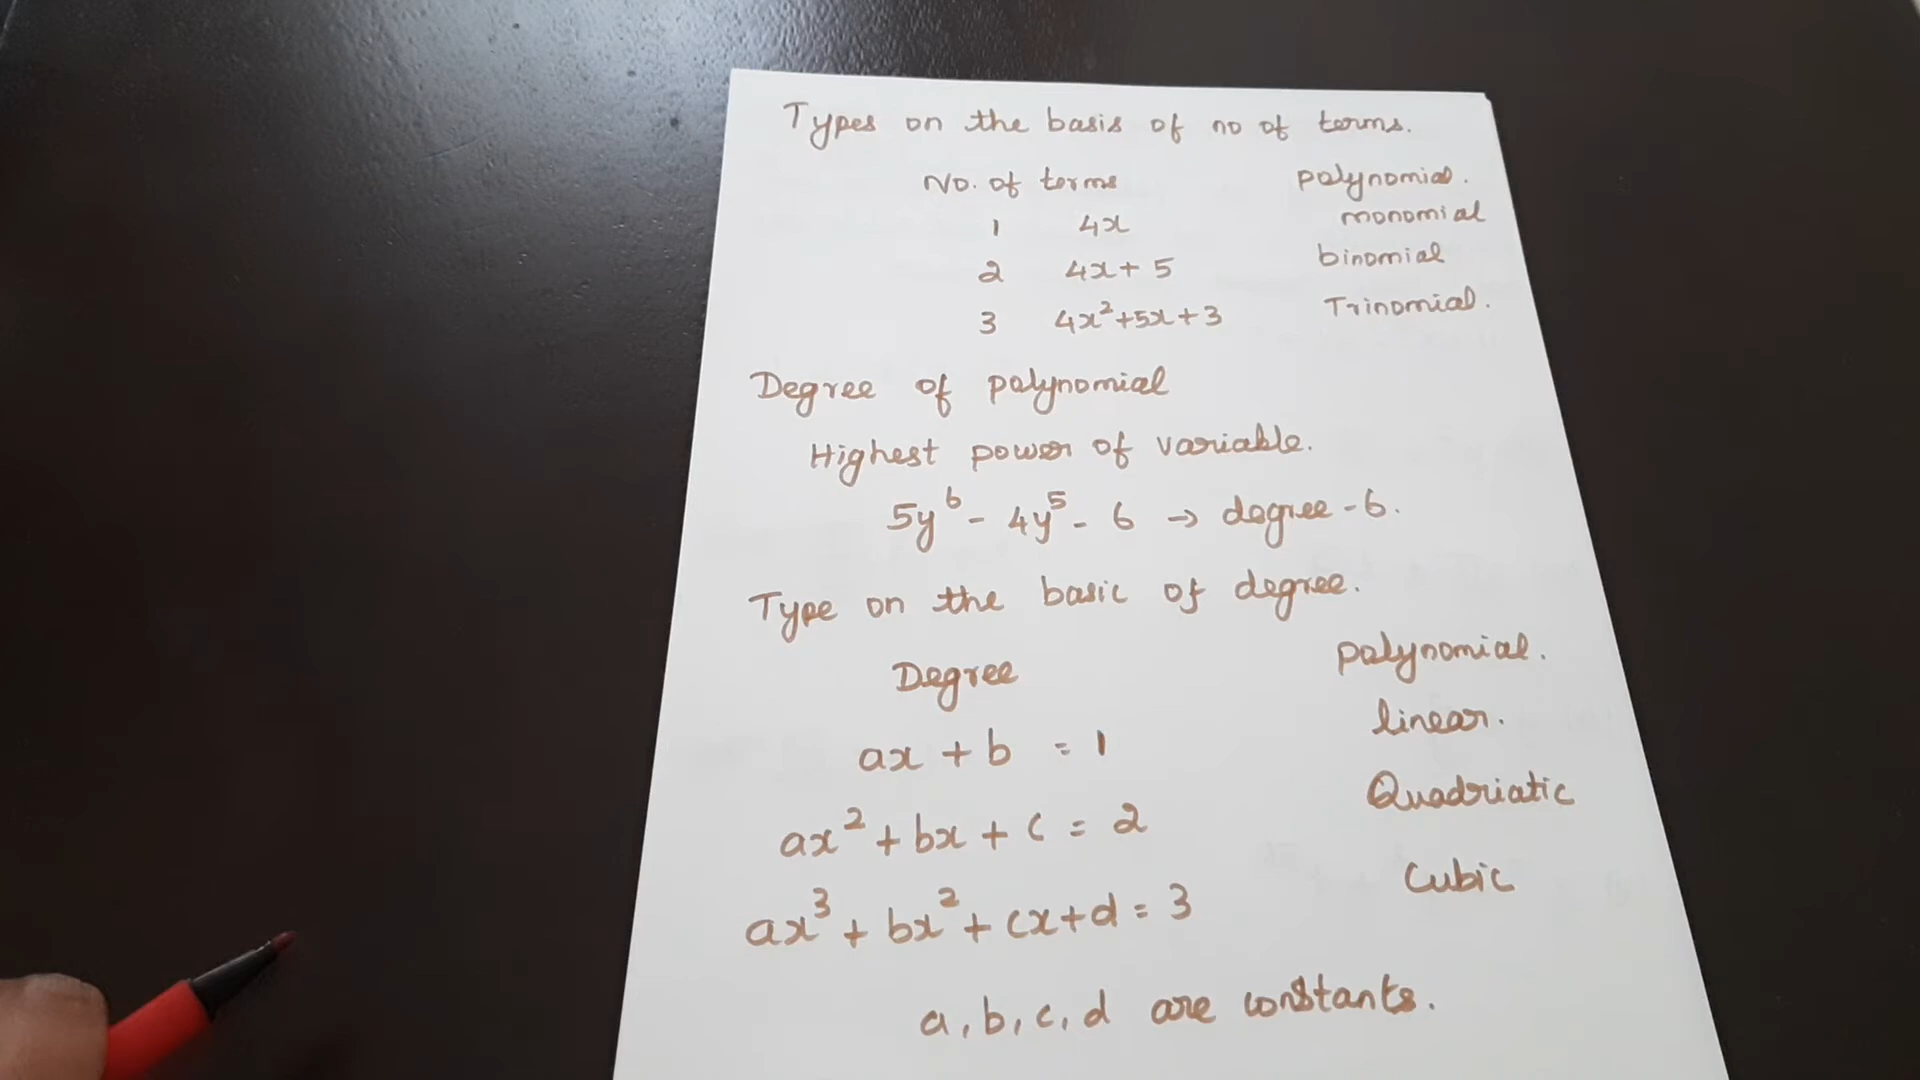 Types on the basis of no of terms.
No. of terms polynomial.
1 4x monomial
2 4x + 5 binomial
3 4x²+5x+3 Trinomial.
Degree of polynomial
Highest power of variable.
5y⁶ - 4y⁵ - 6 → degree - 6.
Type on the basic of degree.
Degree polynomial.
ax + b = 1 linear.
ax² + bx + c = 2 Quadriatic
ax³ + bx² + cx+d = 3 Cubic
a, b, c, d are constants.